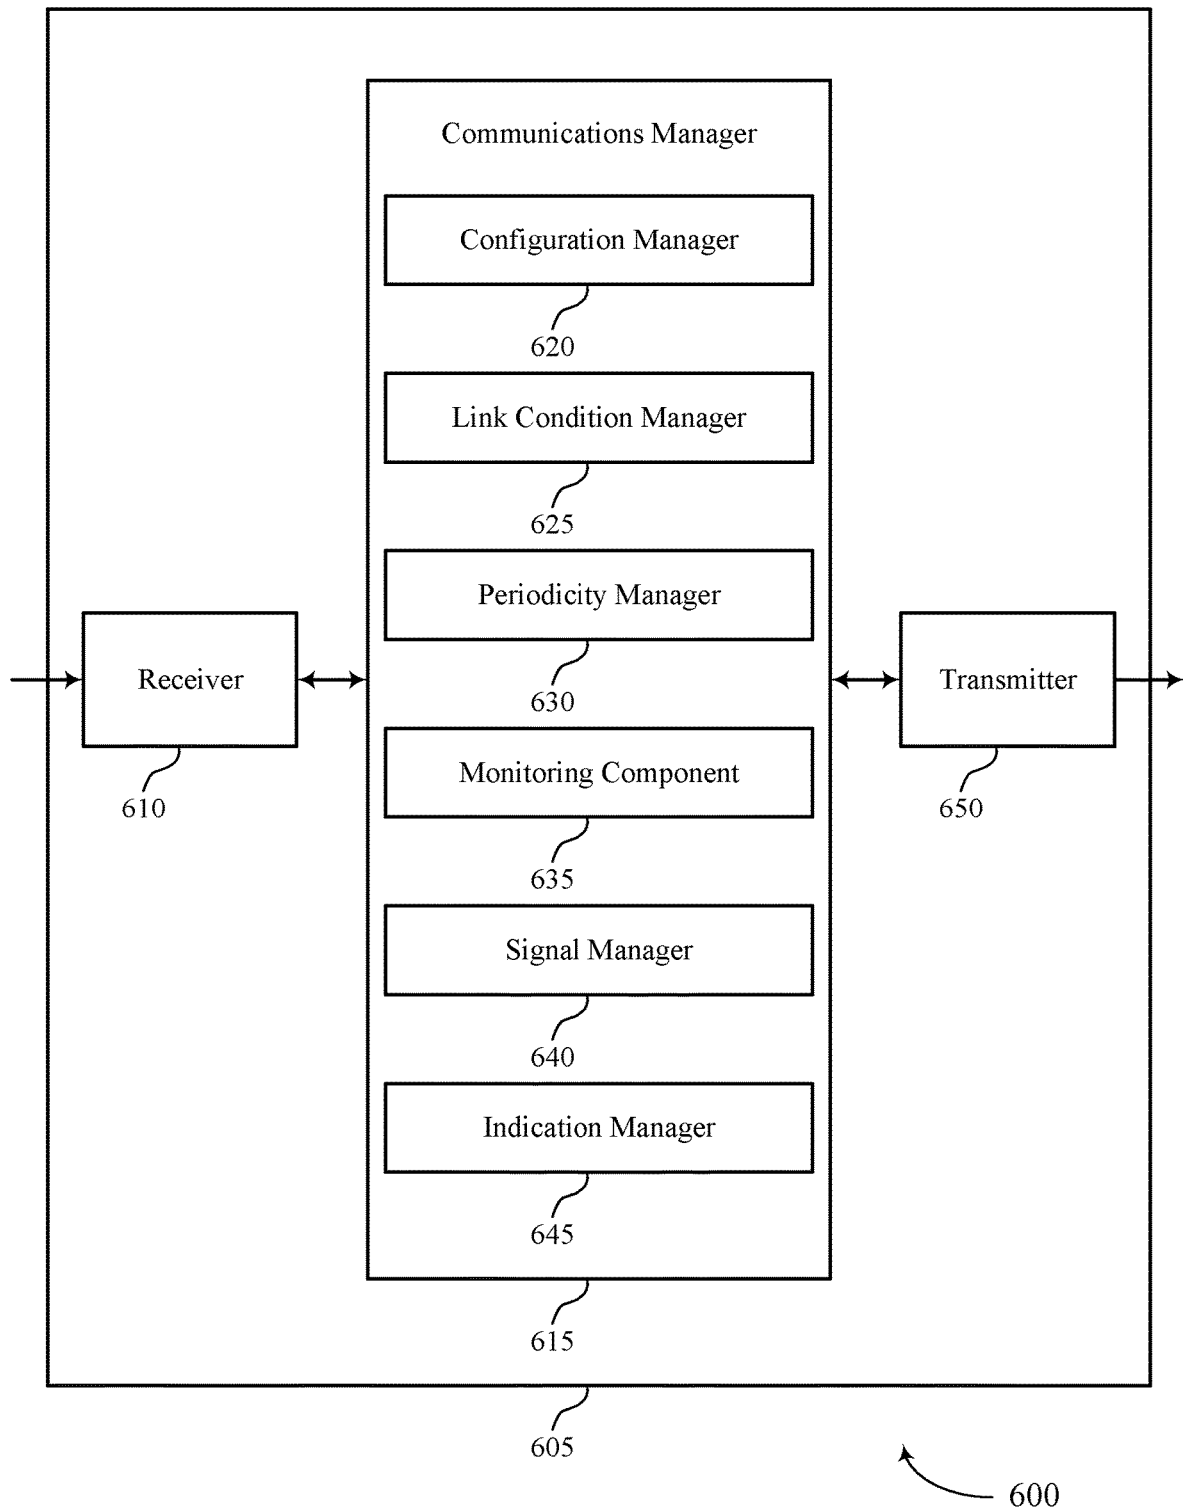 Communications Manager
Configuration Manager
620
Link Condition Manager
625
Periodicity Manager
630
Receiver
610
Transmitter
650
Monitoring Component
635
Signal Manager
640
Indication Manager
645
615
605
600